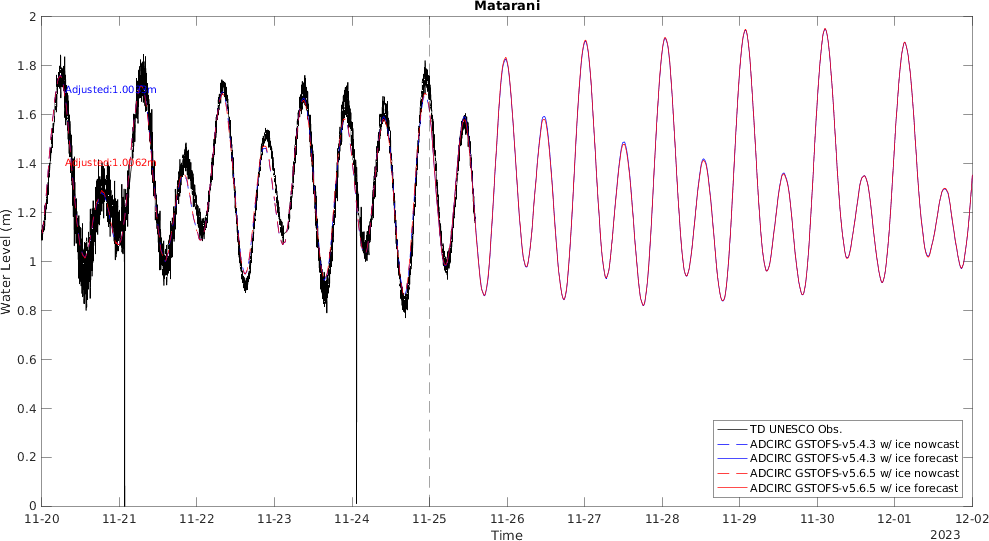 Matarani
2
1.8
1.6
1.4
1.2
1
0.8
0.6
0.4
0.2
0
Water Level (m)
Adjusted:1.0062m
TD UNESCO Obs.
ADCIRC GSTOFS-v5.4.3 w/ ice nowcast
ADCIRC GSTOFS-v5.4.3 w/ ice forecast
ADCIRC GSTOFS-v5.6.5 w/ ice nowcast
ADCIRC GSTOFS-v5.6.5 w/ ice forecast
11-20 11-21 11-22 11-23 11-24 11-25 11-26 11-27 11-28 11-29 11-30 12-01 12-02
Time
2023